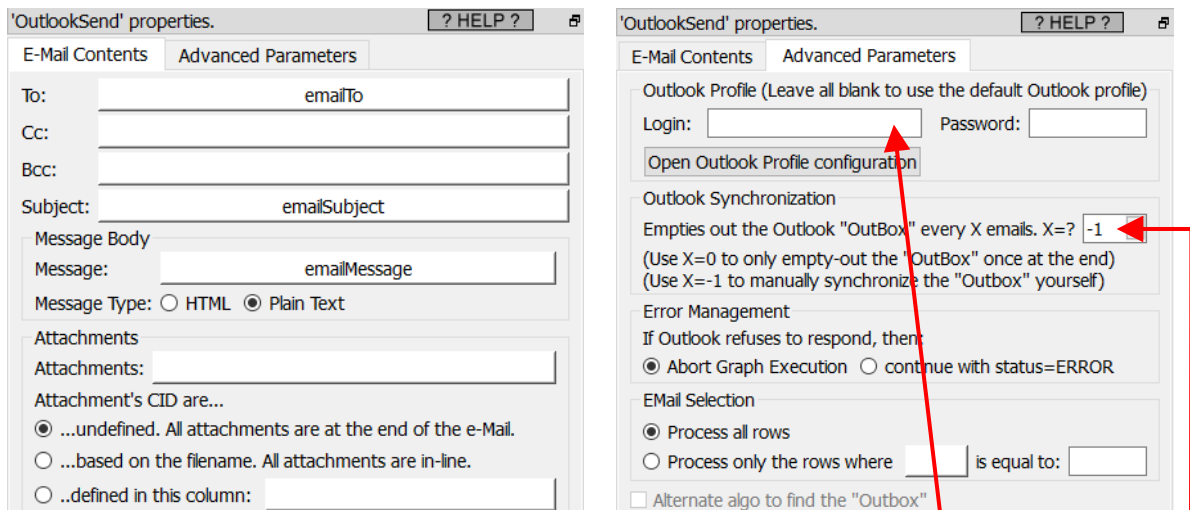 'OutlookSend' properties.
? HELP ?
E-Mail Contents
Advanced Parameters
To:
emailTo
Cc:
Bcc:
Subject:
emailSubject
Message Body
Message:
emailMessage
Message Type:
HTML
Plain Text
Attachments
Attachments:
Attachment's CID are...
...undefined. All attachments are at the end of the e-Mail.
...based on the filename. All attachments are in-line.
..defined in this column:
'OutlookSend' properties.
? HELP ?
E-Mail Contents
Advanced Parameters
Outlook Profile (Leave all blank to use the default Outlook profile)
Login:
Password:
Open Outlook Profile configuration
Outlook Synchronization
Empties out the Outlook "OutBox" every X emails. X=?
-1
(Use X=0 to only empty-out the "OutBox" once at the end)
(Use X=-1 to manually synchronize the "Outbox" yourself)
Error Management
If Outlook refuses to respond, then:
Abort Graph Execution
continue with status=ERROR
EMail Selection
Process all rows
Process only the rows where
is equal to:
Alternate algo to find the "Outbox"